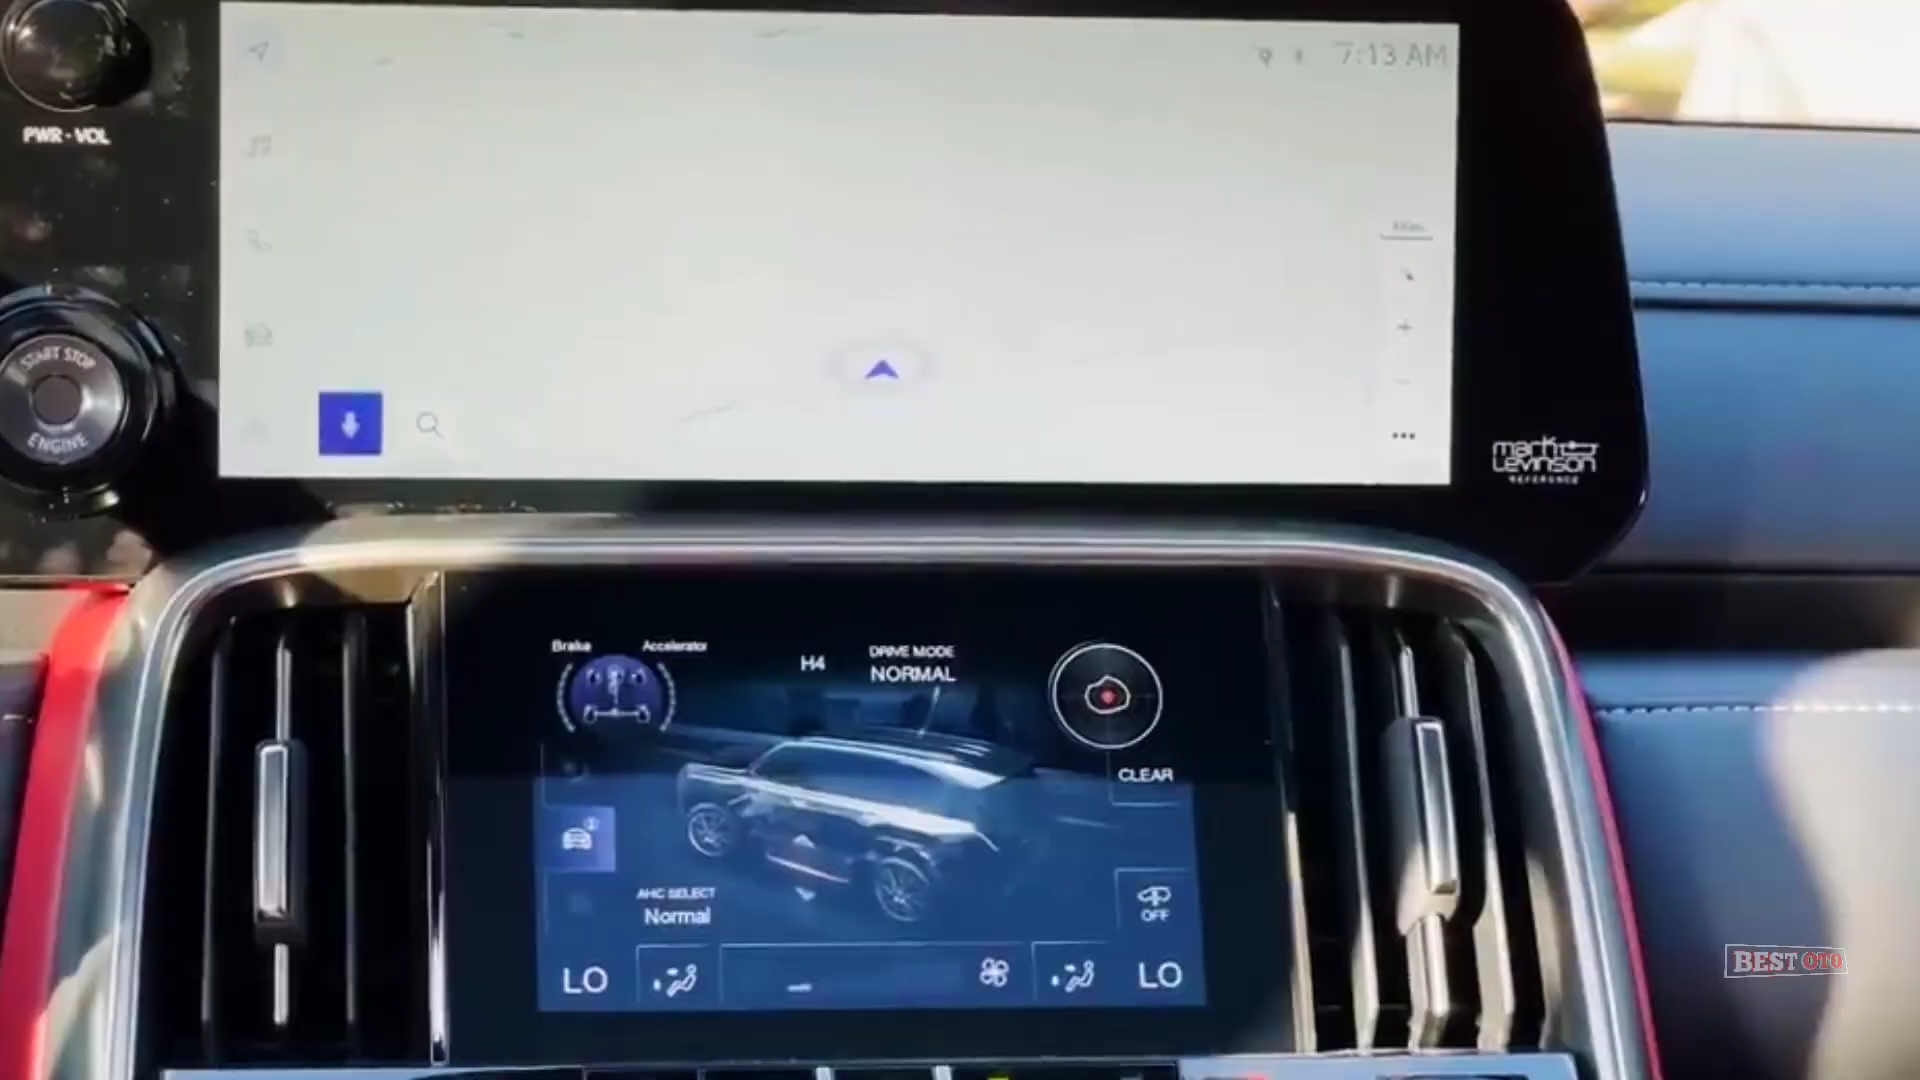 PWR•VOL
7:13 AM
START STOP
ENGINE
mark
Levinson
REFERENCE
Brake
Accelerator
H4
DRIVE MODE
NORMAL
CLEAR
AHC SELECT
Normal
OFF
LO
LO
BEST OTO